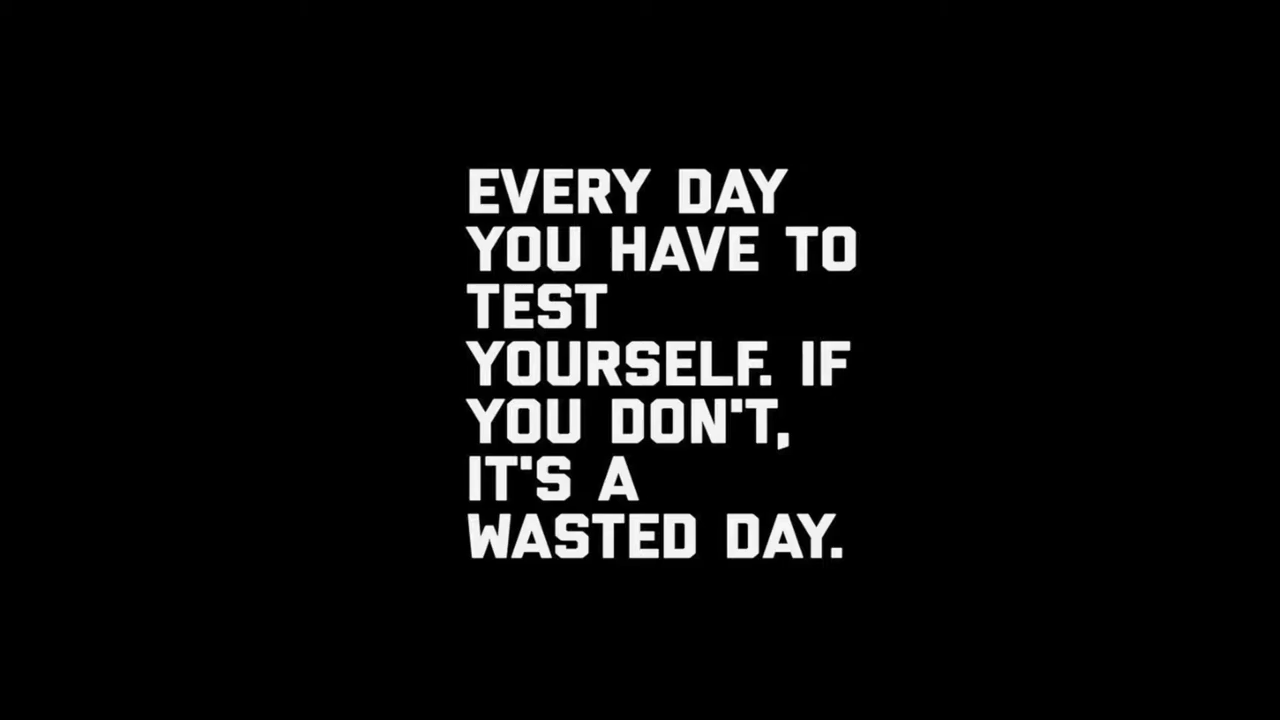 EVERY DAY
YOU HAVE TO
TEST
YOURSELF. IF
YOU DON'T,
IT'S A
WASTED DAY.